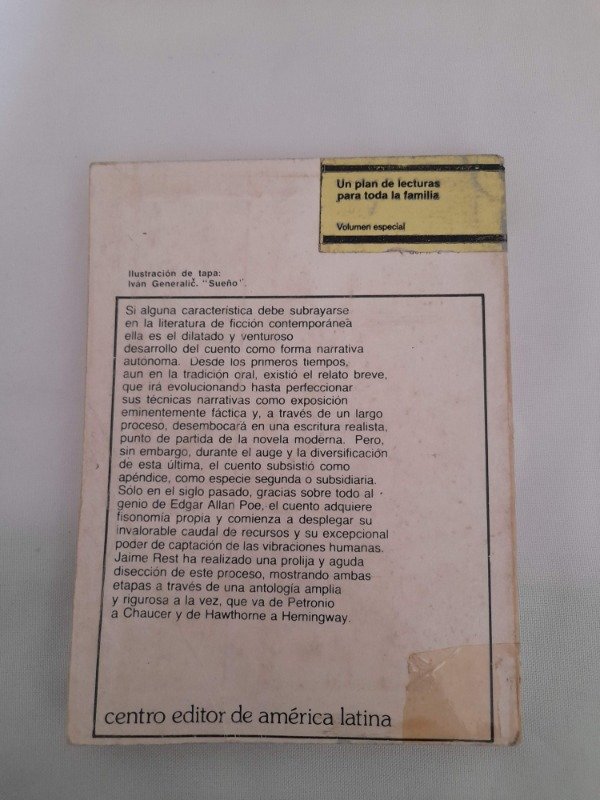 Un plan de lecturas
para toda la familia
Volumen especial
Ilustración de tapa:
Iván Generalić. "Sueño".
Si alguna característica debe subrayarse
en la literatura de ficción contemporánea
ella es el dilatado y venturoso
desarrollo del cuento como forma narrativa
autónoma. Desde los primeros tiempos,
aun en la tradición oral, existió el relato breve,
que irá evolucionando hasta perfeccionar
sus técnicas narrativas como exposición
eminentemente fáctica y, a través de un largo
proceso, desembocará en una escritura realista,
punto de partida de la novela moderna. Pero,
sin embargo, durante el auge y la diversificación
de esta última, el cuento subsistió como
apéndice, como especie segunda o subsidiaria.
Sólo en el siglo pasado, gracias sobre todo al
genio de Edgar Allan Poe, el cuento adquiere
fisonomía propia y comienza a desplegar su
invalorable caudal de recursos y su excepcional
poder de captación de las vibraciones humanas.
Jaime Rest ha realizado una prolija y aguda
disección de este proceso, mostrando ambas
etapas a través de una antología amplia
y rigurosa a la vez, que va de Petronio
a Chaucer y de Hawthorne a Hemingway.
centro editor de américa latina